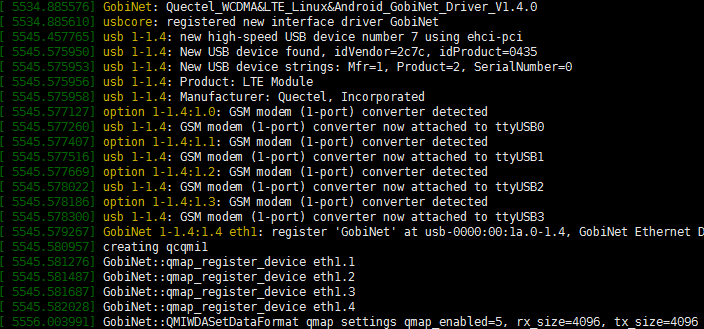 [ 5534.885576] GobiNet: Quectel_WCDMA&LTE_Linux&Android_GobiNet_Driver_V1.4.0
[ 5534.885610] usbcore: registered new interface driver GobiNet
[ 5545.457765] usb 1-1.4: new high-speed USB device number 7 using ehci-pci
[ 5545.575950] usb 1-1.4: New USB device found, idVendor=2c7c, idProduct=0435
[ 5545.575953] usb 1-1.4: New USB device strings: Mfr=1, Product=2, SerialNumber=0
[ 5545.575956] usb 1-1.4: Product: LTE Module
[ 5545.575958] usb 1-1.4: Manufacturer: Quectel, Incorporated
[ 5545.577127] option 1-1.4:1.0: GSM modem (1-port) converter detected
[ 5545.577260] usb 1-1.4: GSM modem (1-port) converter now attached to ttyUSB0
[ 5545.577407] option 1-1.4:1.1: GSM modem (1-port) converter detected
[ 5545.577516] usb 1-1.4: GSM modem (1-port) converter now attached to ttyUSB1
[ 5545.577669] option 1-1.4:1.2: GSM modem (1-port) converter detected
[ 5545.578022] usb 1-1.4: GSM modem (1-port) converter now attached to ttyUSB2
[ 5545.578186] option 1-1.4:1.3: GSM modem (1-port) converter detected
[ 5545.578300] usb 1-1.4: GSM modem (1-port) converter now attached to ttyUSB3
[ 5545.579267] GobiNet 1-1.4:1.4 eth1: register 'GobiNet' at usb-0000:00:1a.0-1.4, GobiNet Ethernet D
[ 5545.580957] creating qcqmi1
[ 5545.581276] GobiNet::qmap_register_device eth1.1
[ 5545.581487] GobiNet::qmap_register_device eth1.2
[ 5545.581687] GobiNet::qmap_register_device eth1.3
[ 5545.582028] GobiNet::qmap_register_device eth1.4
[ 5556.003991] GobiNet::QMIWDASetDataFormat qmap settings qmap_enabled=5, rx_size=4096, tx_size=4096